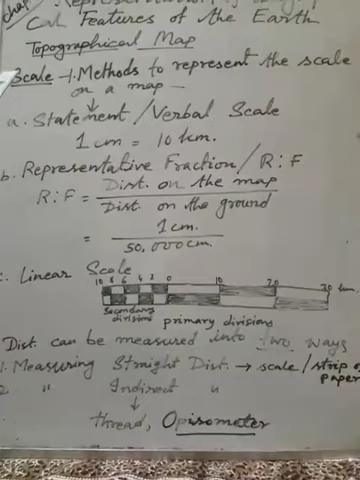 Cal Features of the Earth
Topographical Map
Scale → 1. Methods to represent the scale
on a map -
a. Statement / Verbal Scale
1 cm = 10 km.
b. Representative Fraction / R:F
R:F = Dist. on the map
Dist. on the ground
= 1 cm.
50,000 cm.
c. Linear Scale
10 8 6 4 2 0 10 20 30 km.
secondary
divisions primary divisions
Dist. can be measured into two ways
1. Measuring Straight Dist. → scale / strip of
paper
2. " Indirect "
thread, Opisometer